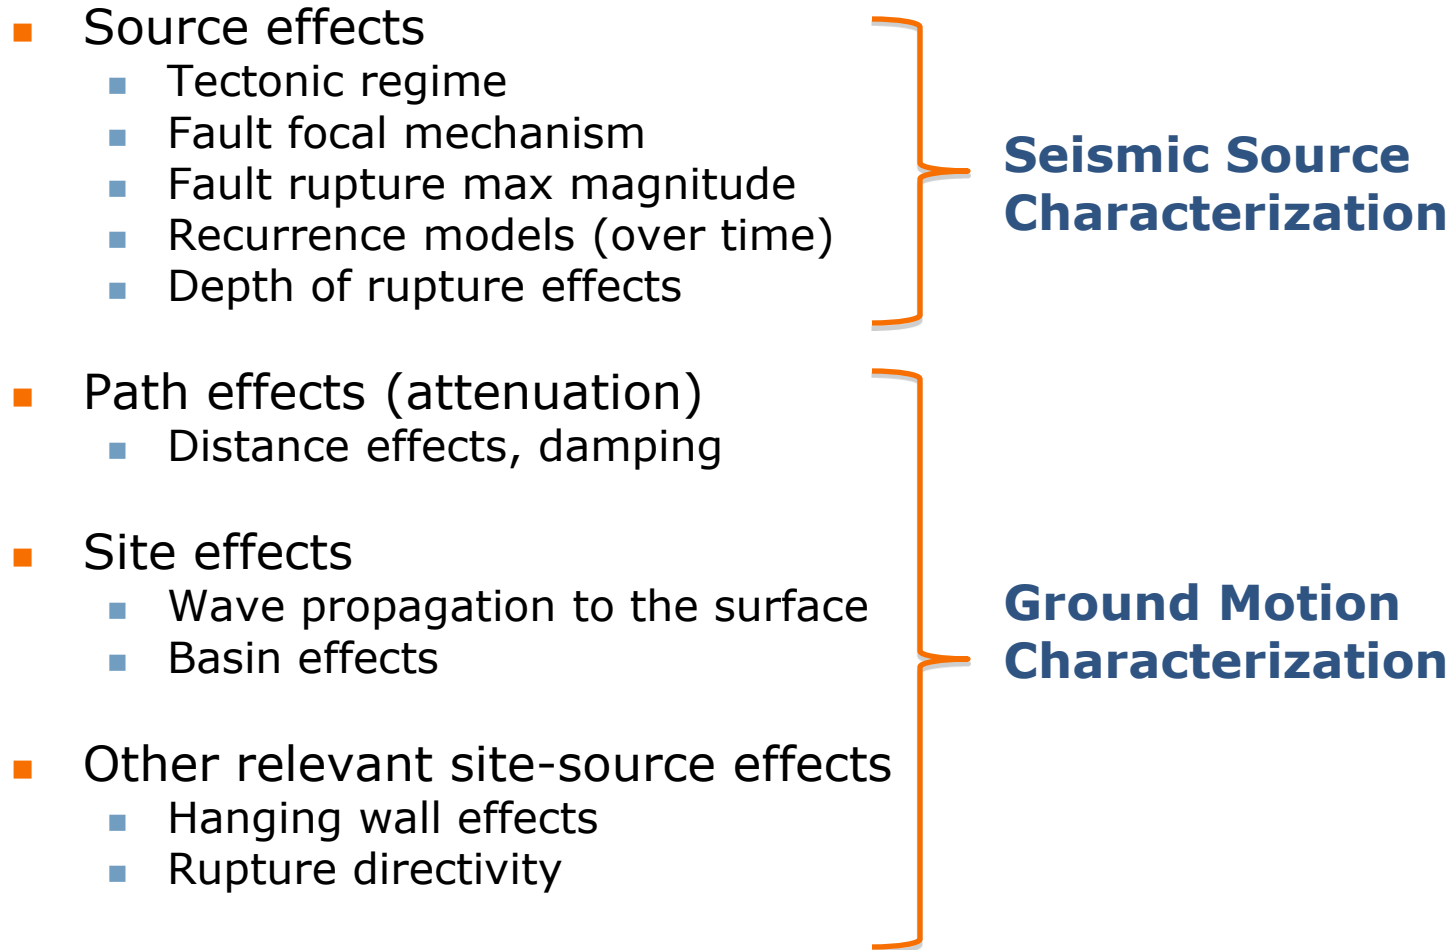 Source effects
Tectonic regime
Fault focal mechanism
Fault rupture max magnitude
Recurrence models (over time)
Depth of rupture effects
Seismic Source
Characterization
Path effects (attenuation)
Distance effects, damping
Site effects
Wave propagation to the surface
Basin effects
Other relevant site-source effects
Hanging wall effects
Rupture directivity
Ground Motion
Characterization